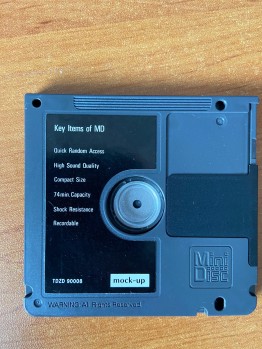 Key Items of MD
Quick Random Access
High Sound Quality
Compact Size
74min. Capacity
Shock Resistance
Recordable
TDZD 90008
mock-up
Mini
Disc
WARNING All Rights Reserved.